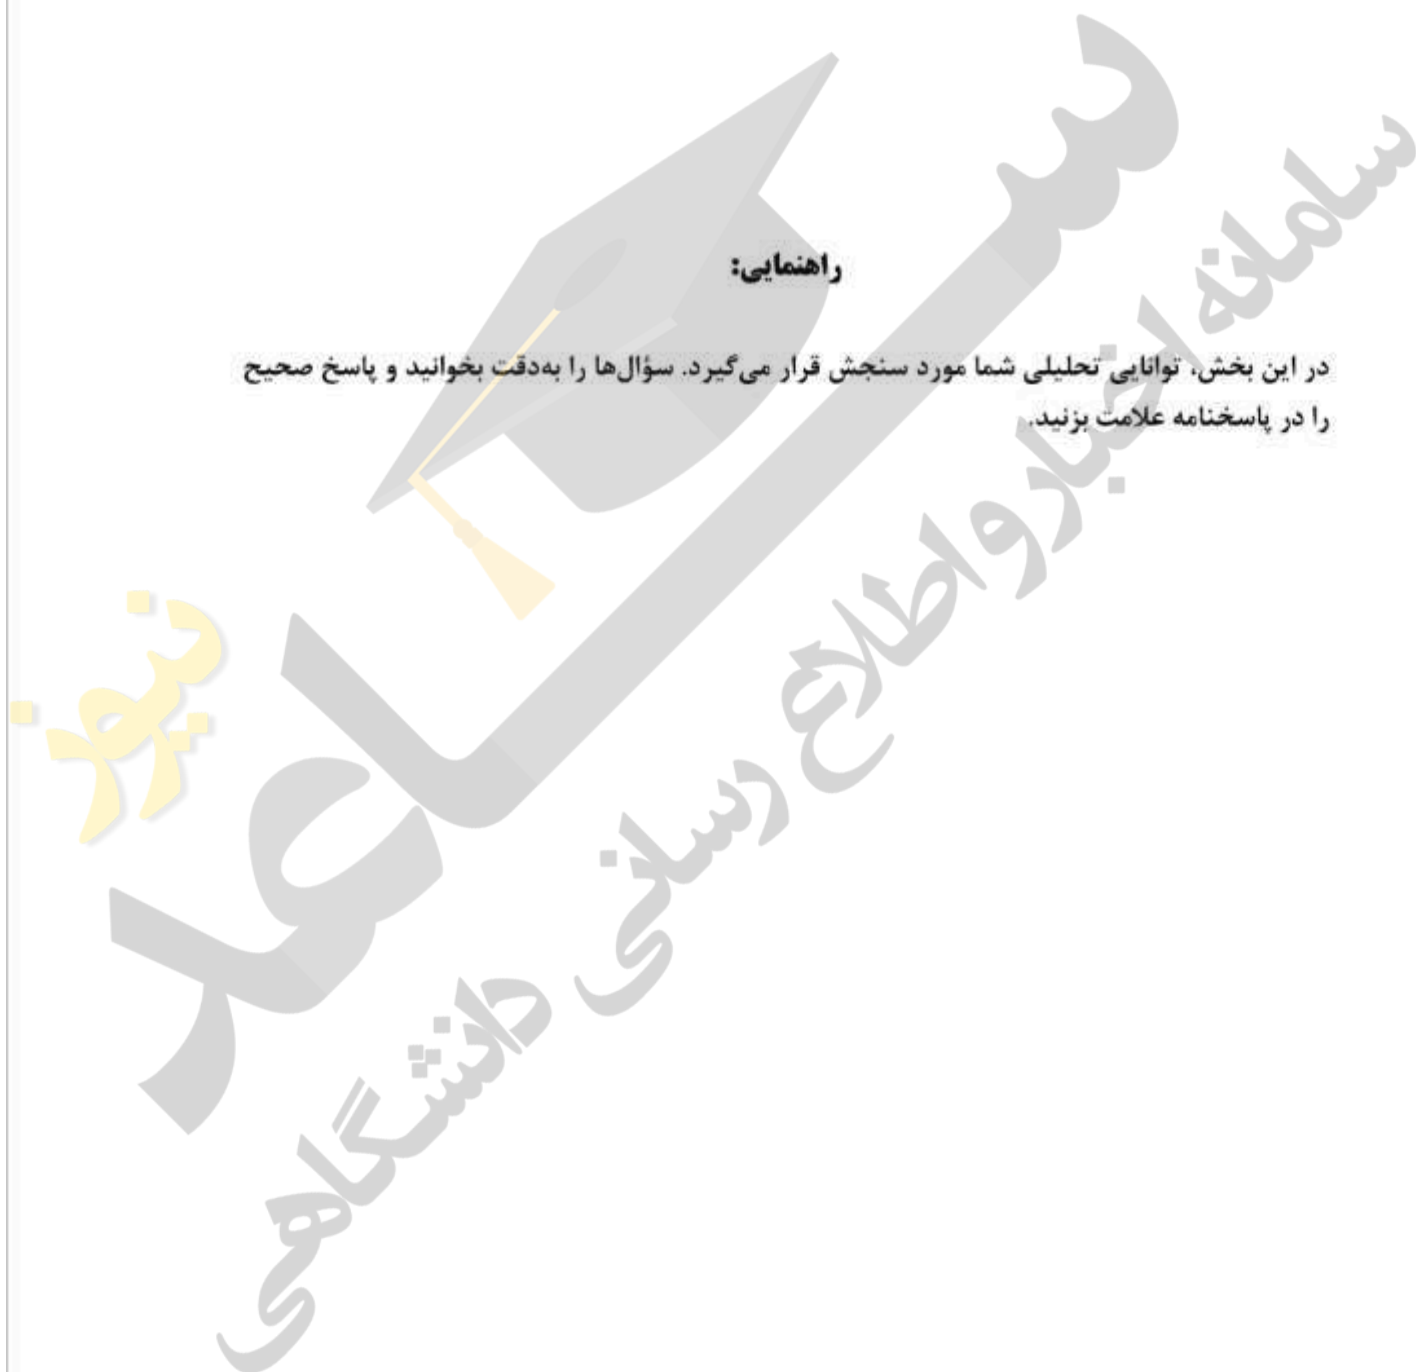 راهنمایی:
در این بخش، توانایی تحلیلی شما مورد سنجش قرار می‌گیرد. سؤال‌ها را به‌دقت بخوانید و پاسخ صحیح
را در پاسخنامه علامت بزنید.
ساعد
نیوز
سامانه اخبار و اطلاع رسانی دانشگاهی